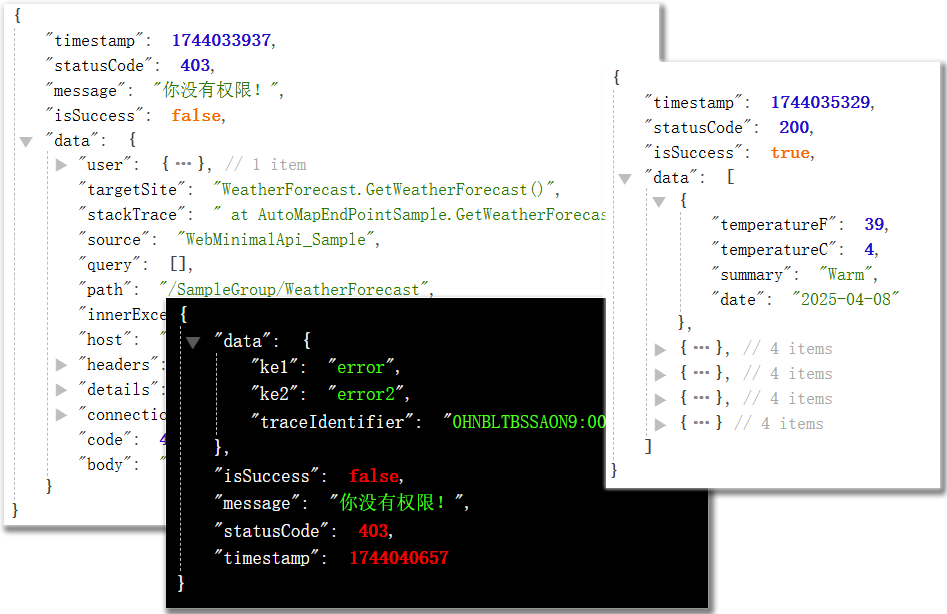 {
"timestamp": 1744033937,
"statusCode": 403,
"message": "你没有权限！",
"isSuccess": false,
"data": {
"user": { ··· }, // 1 item
"targetSite": "WeatherForecast.GetWeatherForecast()",
"stackTrace": " at AutoMapEndPointSample.GetWeatherForecas
"source": "WebMinimalApi_Sample",
"query": [],
"path": "/SampleGroup/WeatherForecast",
"innerExce
"host": "
"headers":
"details":
"connectio
"code": 4
"body": "
}
}
{
"data": {
"ke1": "error",
"ke2": "error2",
"traceIdentifier": "0HNBLTBSSAON9:00
},
"isSuccess": false,
"message": "你没有权限！",
"statusCode": 403,
"timestamp": 1744040657
}
{
"timestamp": 1744035329,
"statusCode": 200,
"isSuccess": true,
"data": [
{
"temperatureF": 39,
"temperatureC": 4,
"summary": "Warm",
"date": "2025-04-08"
},
{ ··· }, // 4 items
{ ··· }, // 4 items
{ ··· }, // 4 items
{ ··· } // 4 items
]
}